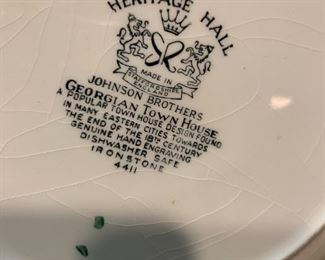 HERITAGE HALL
MADE IN
STAFFORDSHIRE
ENGLAND
JOHNSON BROTHERS
GEORGIAN TOWN HOUSE
A POPULAR TOWN HOUSE DESIGN FOUND
IN MANY EASTERN CITIES TOWARDS
THE END OF THE 18TH CENTURY
GENUINE HAND ENGRAVING
DISHWASHER SAFE
IRONSTONE
4411